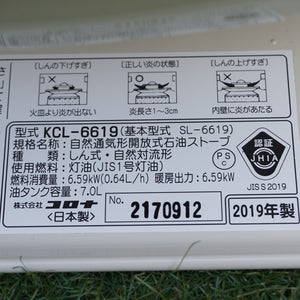 [しんの下げすぎ]
[正しい炎の状態]
[しんの上げすぎ]
火皿より炎が出ない
炎長さ1〜3cm
内壁に炎があたる
型式 KCL-6619(基本型式 SL-6619)
規格名称:自然通気形開放式石油ストーブ
種類:しん式・自然対流形
使用燃料:灯油(JIS1号灯油)
燃料消費量:6.59kW(0.64L/h) 暖房出力:6.59kW
油タンク容量:7.0L
株式会社 コロナ
<日本製>
No. 2170912
2019年製
PS
C
認証
JHIA
JIS S 2019